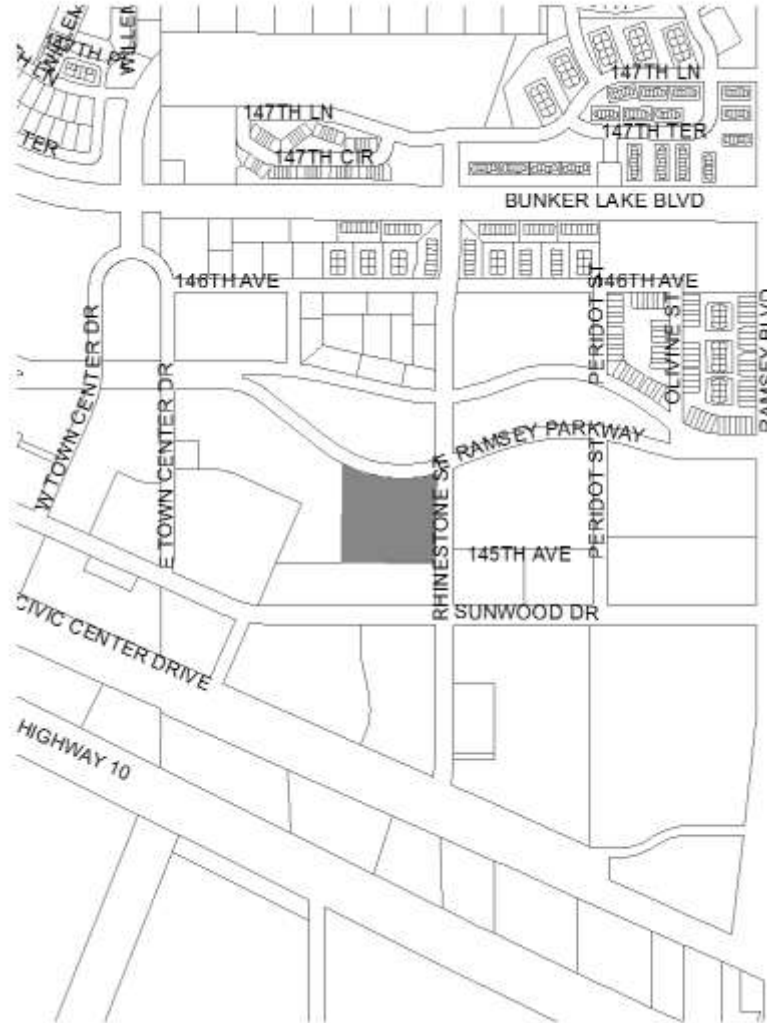 147TH LN
147TH LN
147TH TER
147TH CIR
TER
BUNKER LAKE BLVD
146TH AVE
PERIDOT ST
OLIVINE ST
RAMSEY BLVD
W TOWN CENTER DR
E TOWN CENTER DR
RAMSEY PARKWAY
RHINESTONE ST
PERIDOT ST
145TH AVE
SUNWOOD DR
CIVIC CENTER DRIVE
HIGHWAY 10